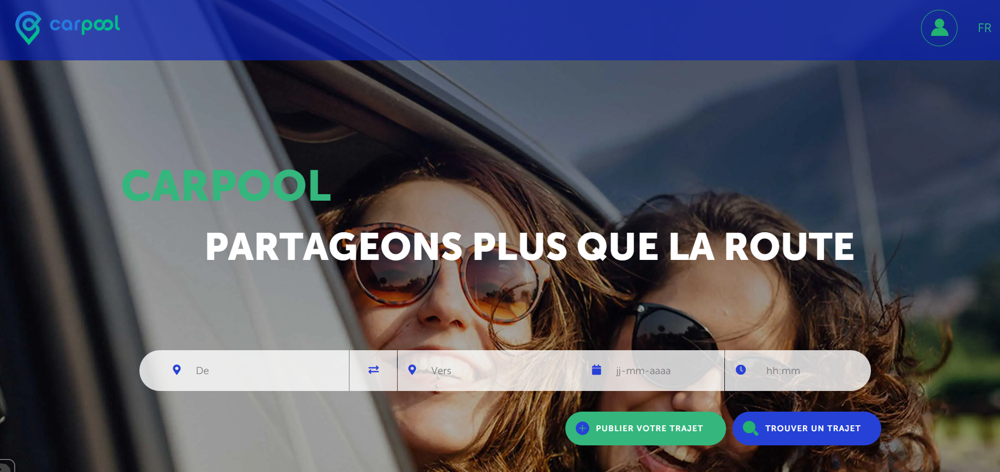 carpool
FR
CARPOOL
PARTAGEONS PLUS QUE LA ROUTE
De
Vers
jj-mm-aaaa
hh:mm
PUBLIER VOTRE TRAJET
TROUVER UN TRAJET